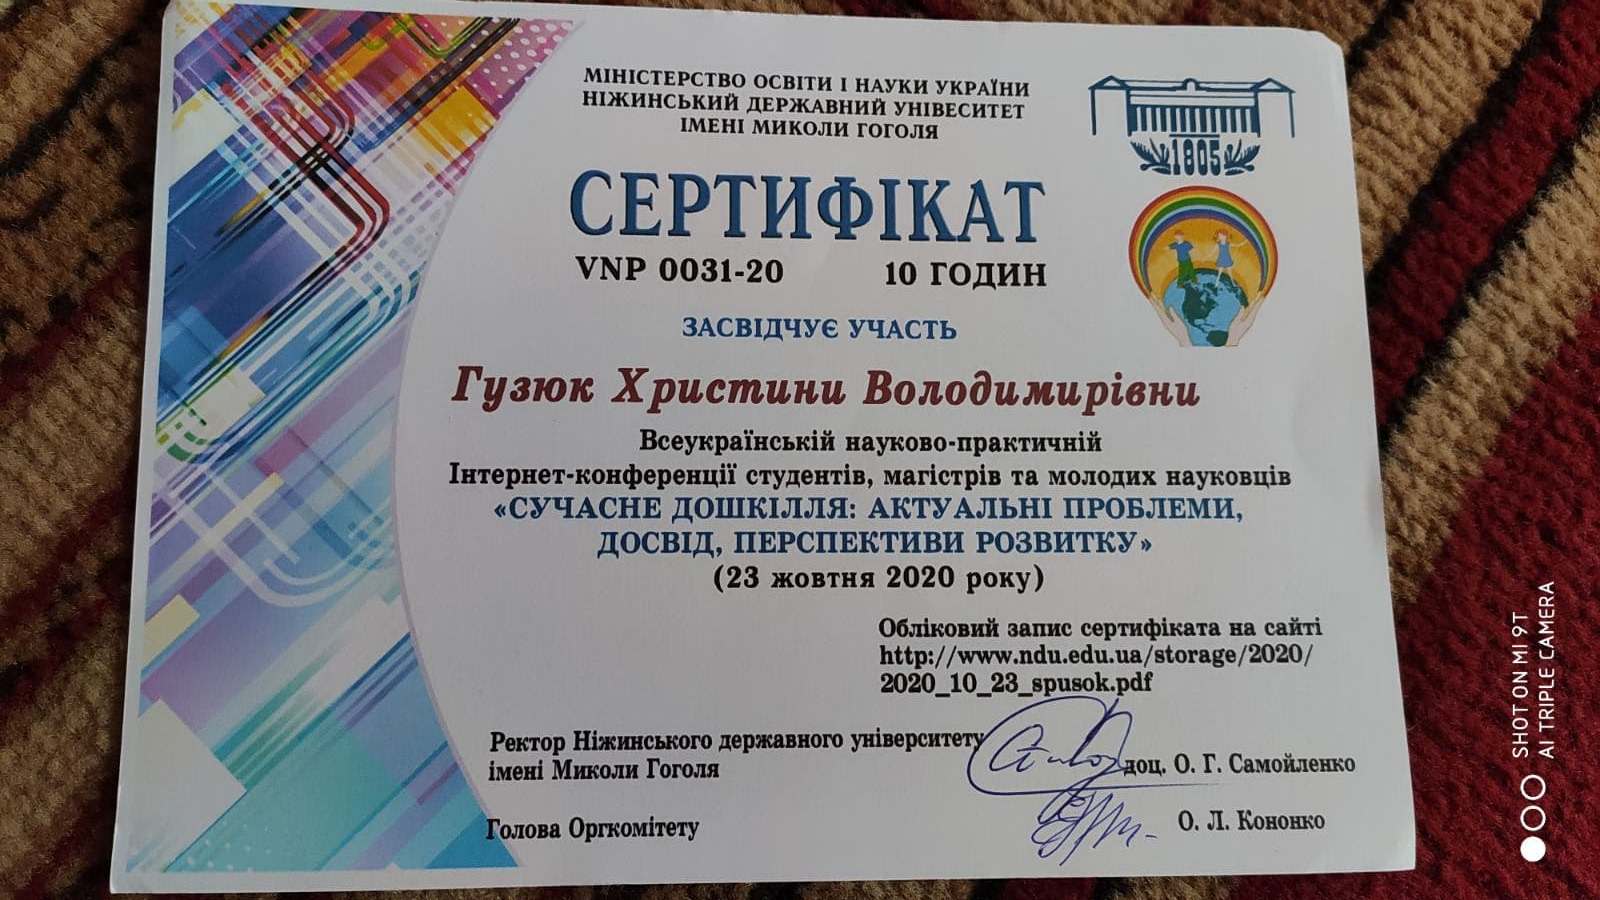 МІНІСТЕРСТВО ОСВІТИ І НАУКИ УКРАЇНИ
НІЖИНСЬКИЙ ДЕРЖАВНИЙ УНІВЕСИТЕТ
ІМЕНІ МИКОЛИ ГОГОЛЯ
1805
СЕРТИФІКАТ
VNP 0031-20 10 ГОДИН
ЗАСВІДЧУЄ УЧАСТЬ
Гузюк Христини Володимирівни
Всеукраїнській науково-практичній
Інтернет-конференції студентів, магістрів та молодих науковців
«СУЧАСНЕ ДОШКІЛЛЯ: АКТУАЛЬНІ ПРОБЛЕМИ,
ДОСВІД, ПЕРСПЕКТИВИ РОЗВИТКУ»
(23 жовтня 2020 року)
Обліковий запис сертифіката на сайті
http://www.ndu.edu.ua/storage/2020/
2020_10_23_spusok.pdf
Ректор Ніжинського державного університету
імені Миколи Гоголя
доц. О. Г. Самойленко
Голова Оргкомітету
О. Л. Кононко
SHOT ON MI 9T
AI TRIPLE CAMERA